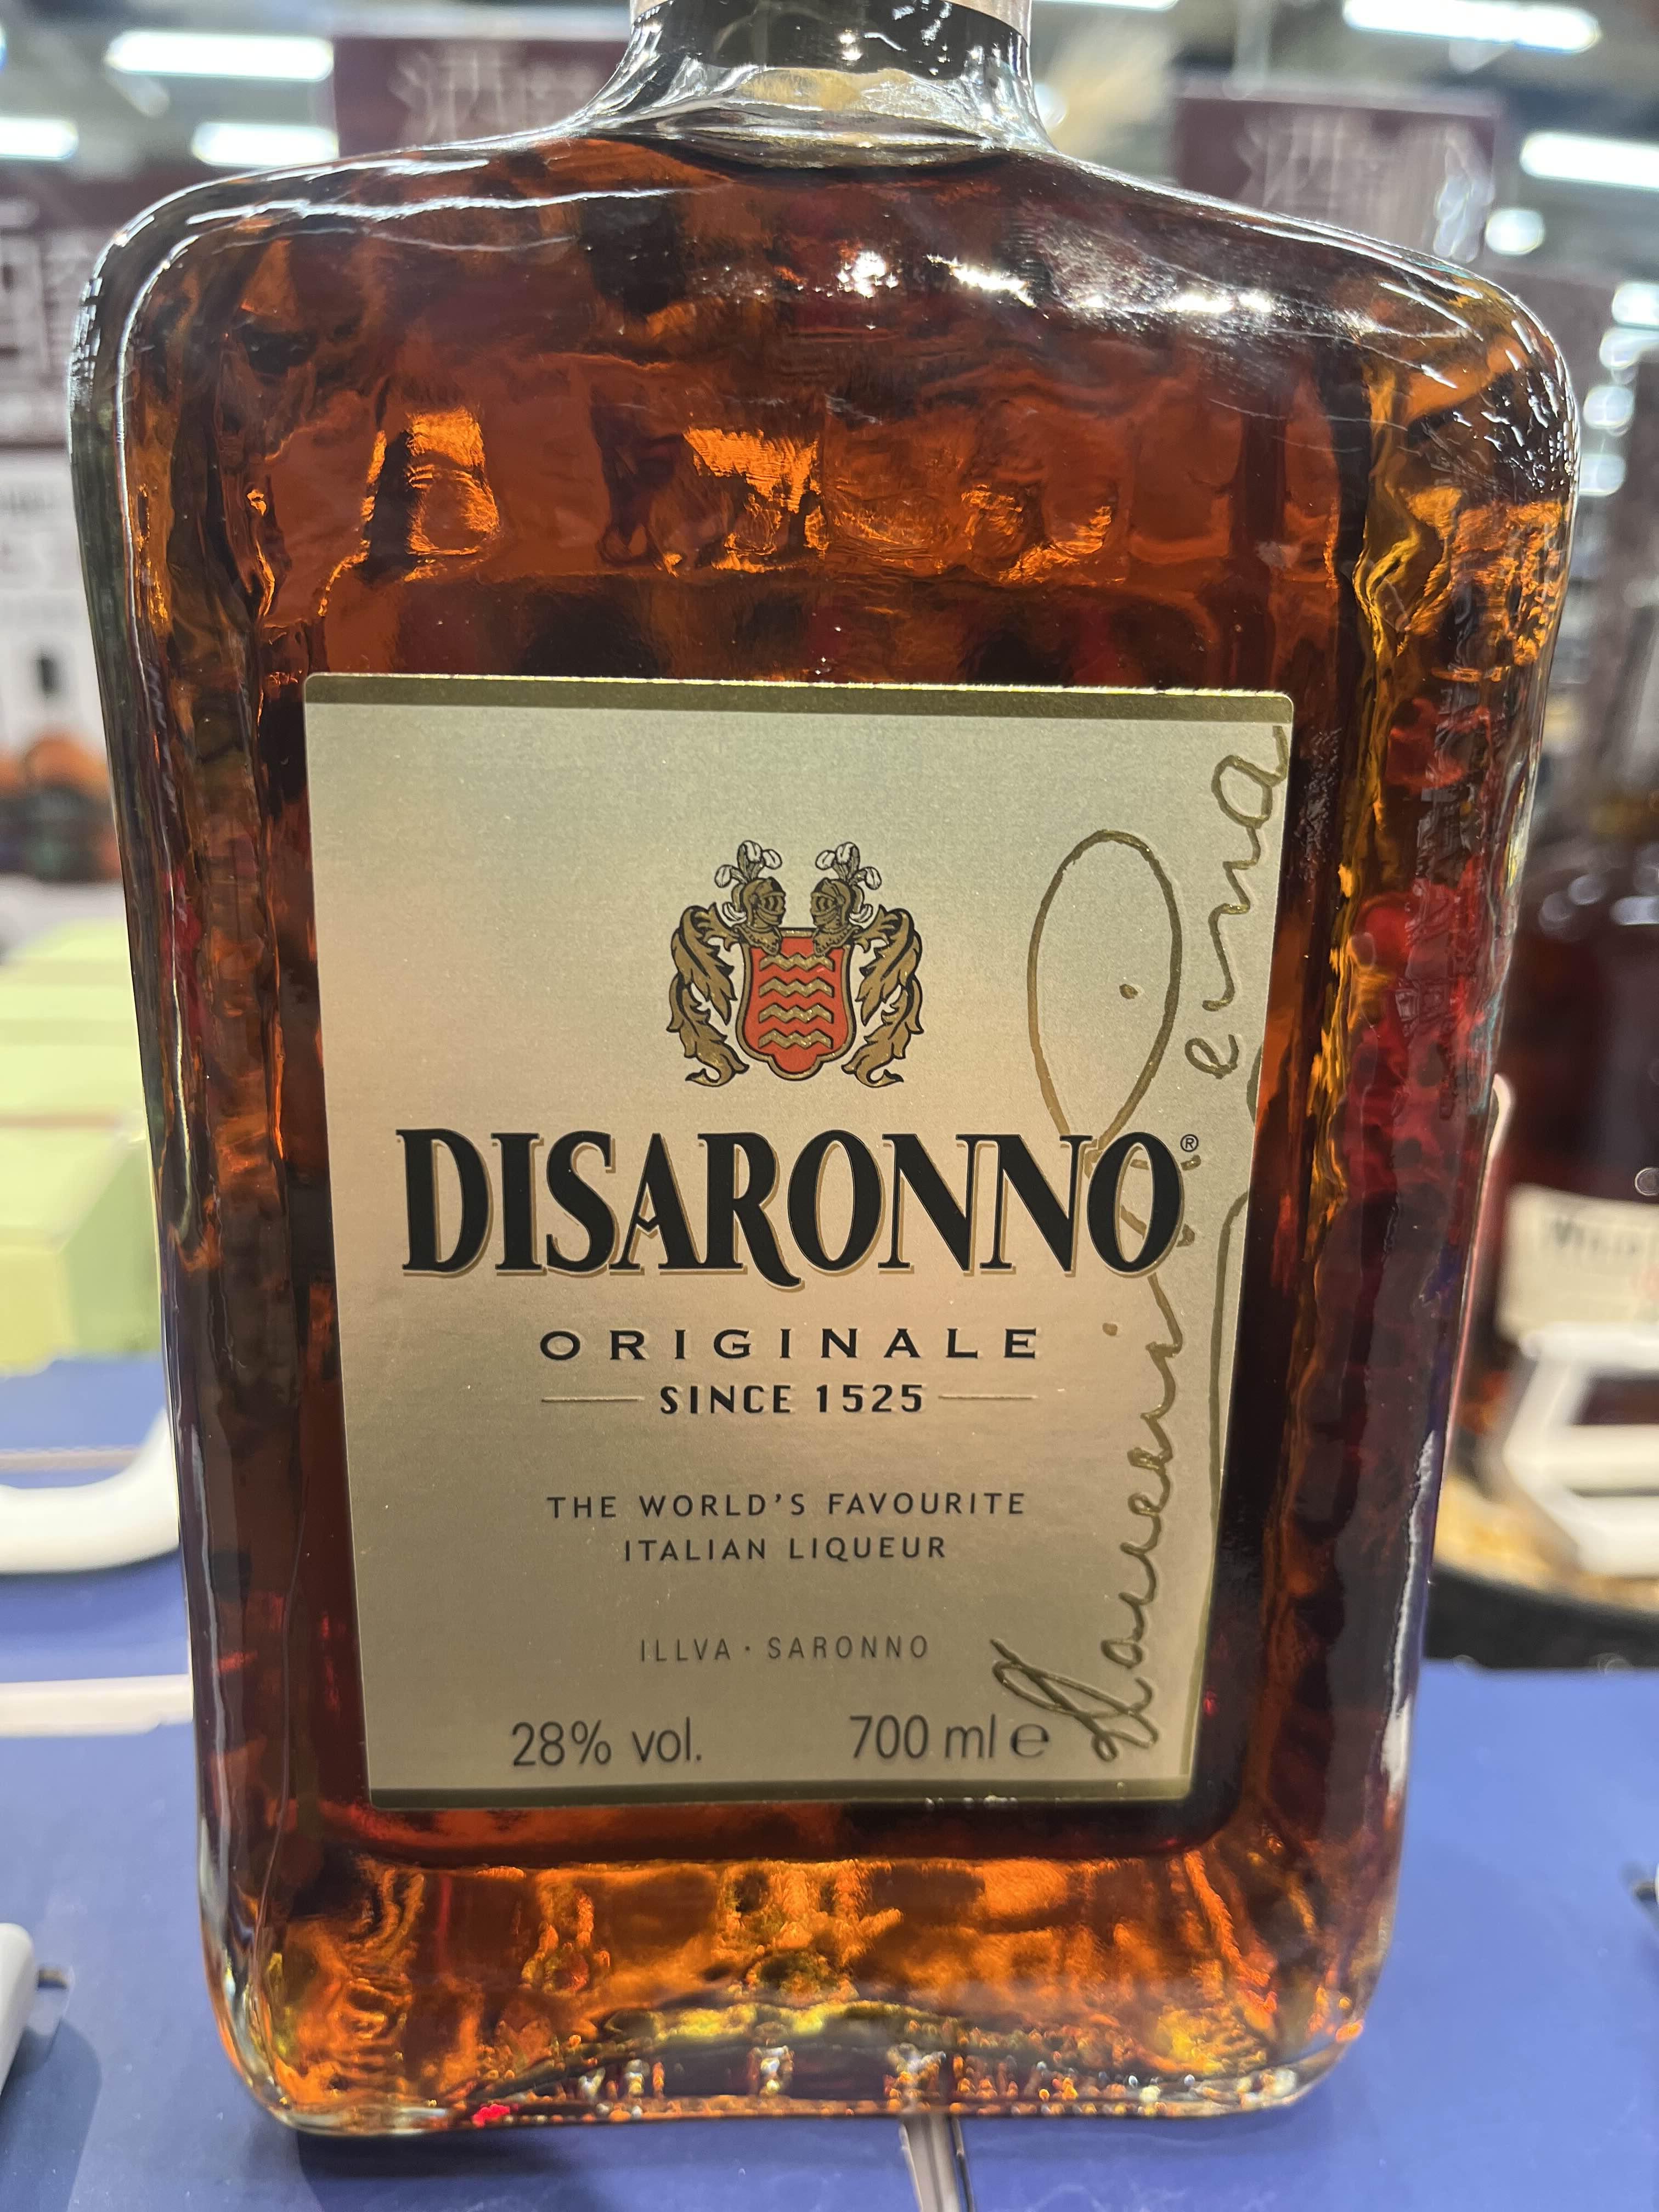 DISARONNO®
ORIGINALE
SINCE 1525
THE WORLD'S FAVOURITE
ITALIAN LIQUEUR
ILLVA · SARONNO
28% vol. 700 ml e